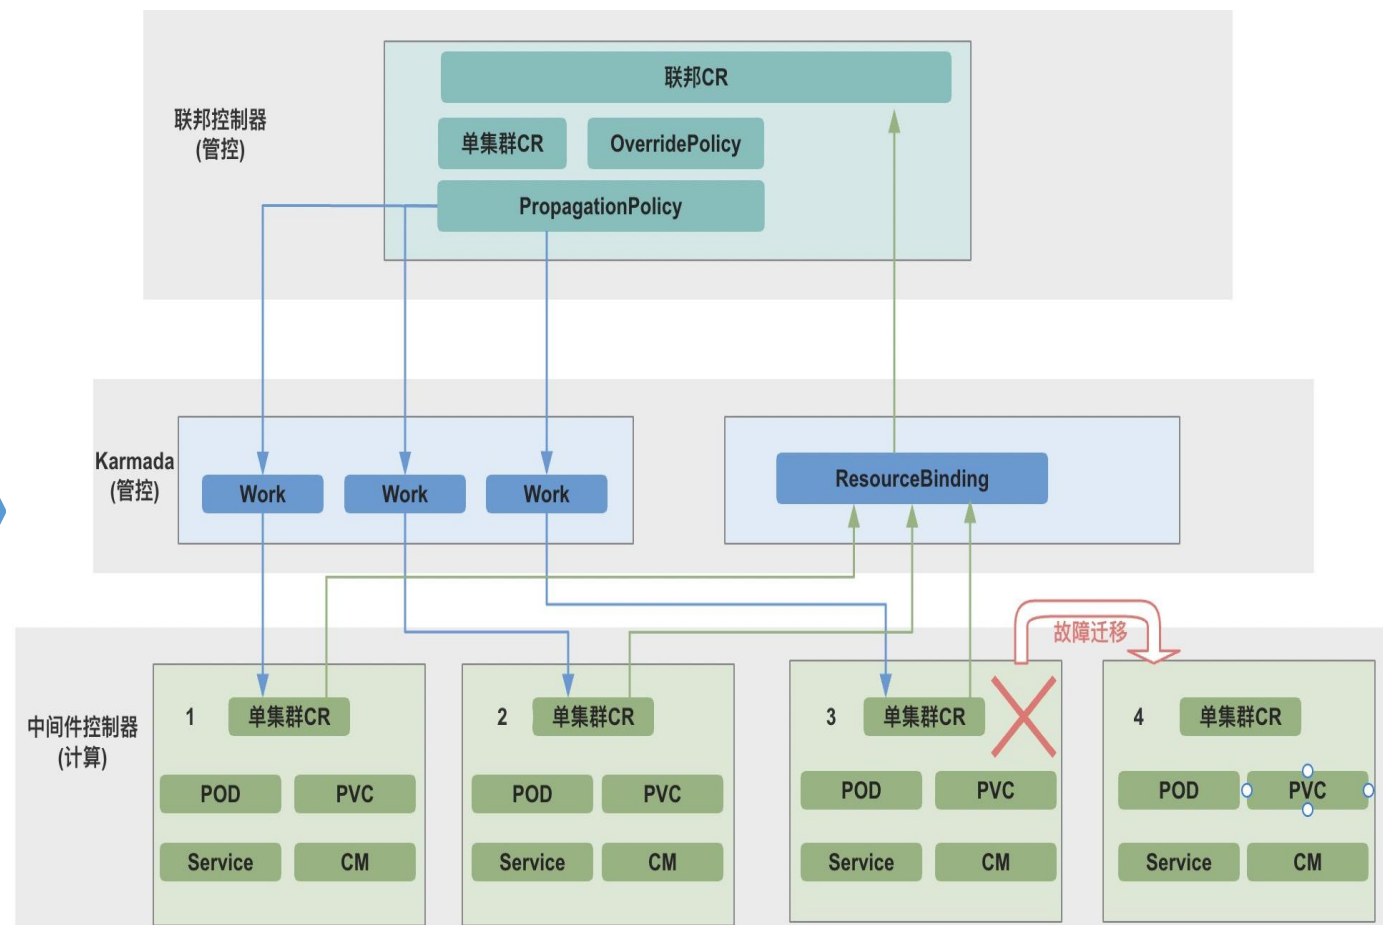 联邦CR
联邦控制器
(管控)
单集群CR
OverridePolicy
PropagationPolicy
Karmada
(管控)
Work
Work
Work
ResourceBinding
故障迁移
中间件控制器
(计算)
1
单集群CR
POD
PVC
Service
CM
2
单集群CR
POD
PVC
Service
CM
3
单集群CR
POD
PVC
Service
CM
4
单集群CR
POD
PVC
Service
CM